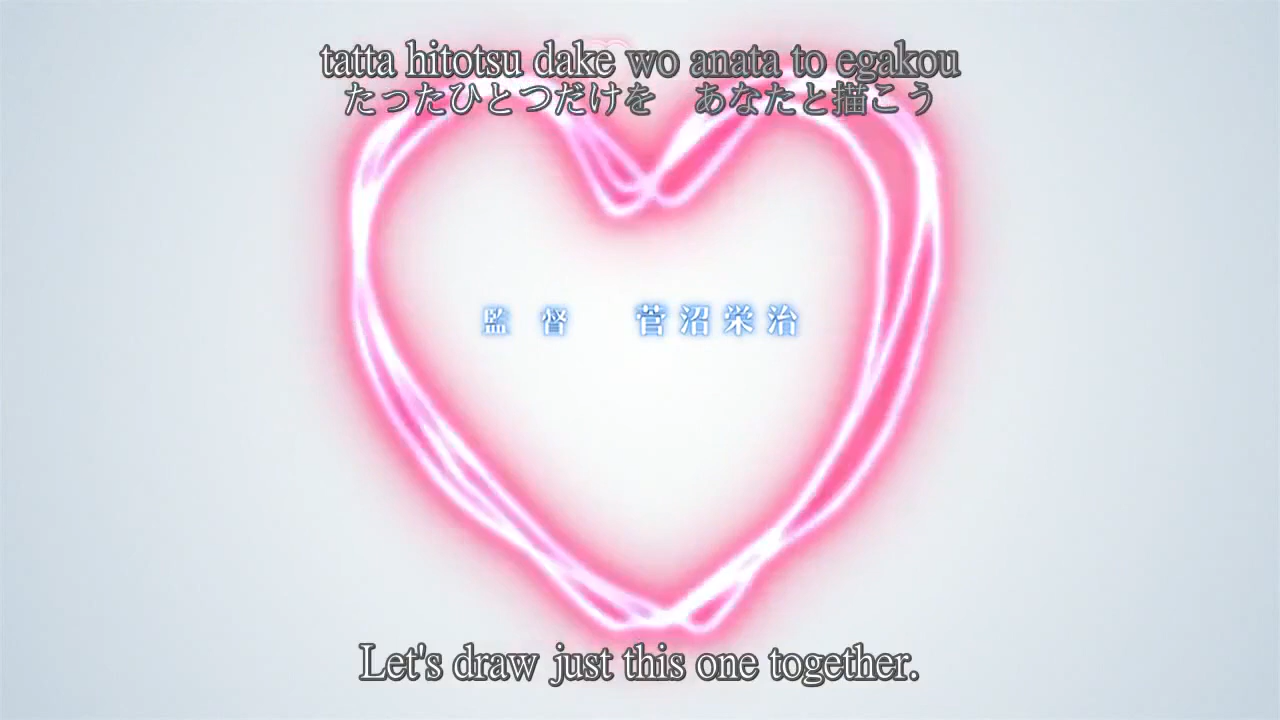 tatta hitotsu dake wo anata to egakou
たったひとつだけを　あなたと描こう
監督　菅沼栄治
Let's draw just this one together.